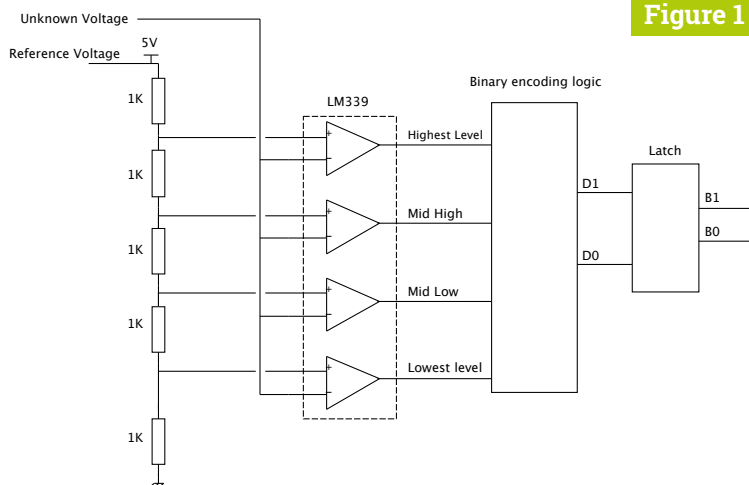 Figure 1
Unknown Voltage
Reference Voltage
5V
1K
1K
1K
1K
1K
LM339
+
−
+
−
+
−
+
−
Highest Level
Mid High
Mid Low
Lowest level
Binary encoding logic
D1
D0
Latch
B1
B0